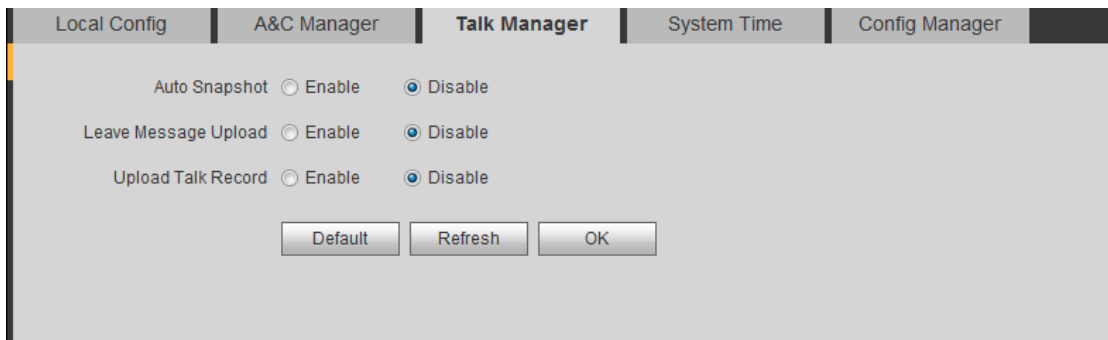 Local Config A&C Manager Talk Manager System Time Config Manager
Auto Snapshot Enable Disable
Leave Message Upload Enable Disable
Upload Talk Record Enable Disable
Default Refresh OK